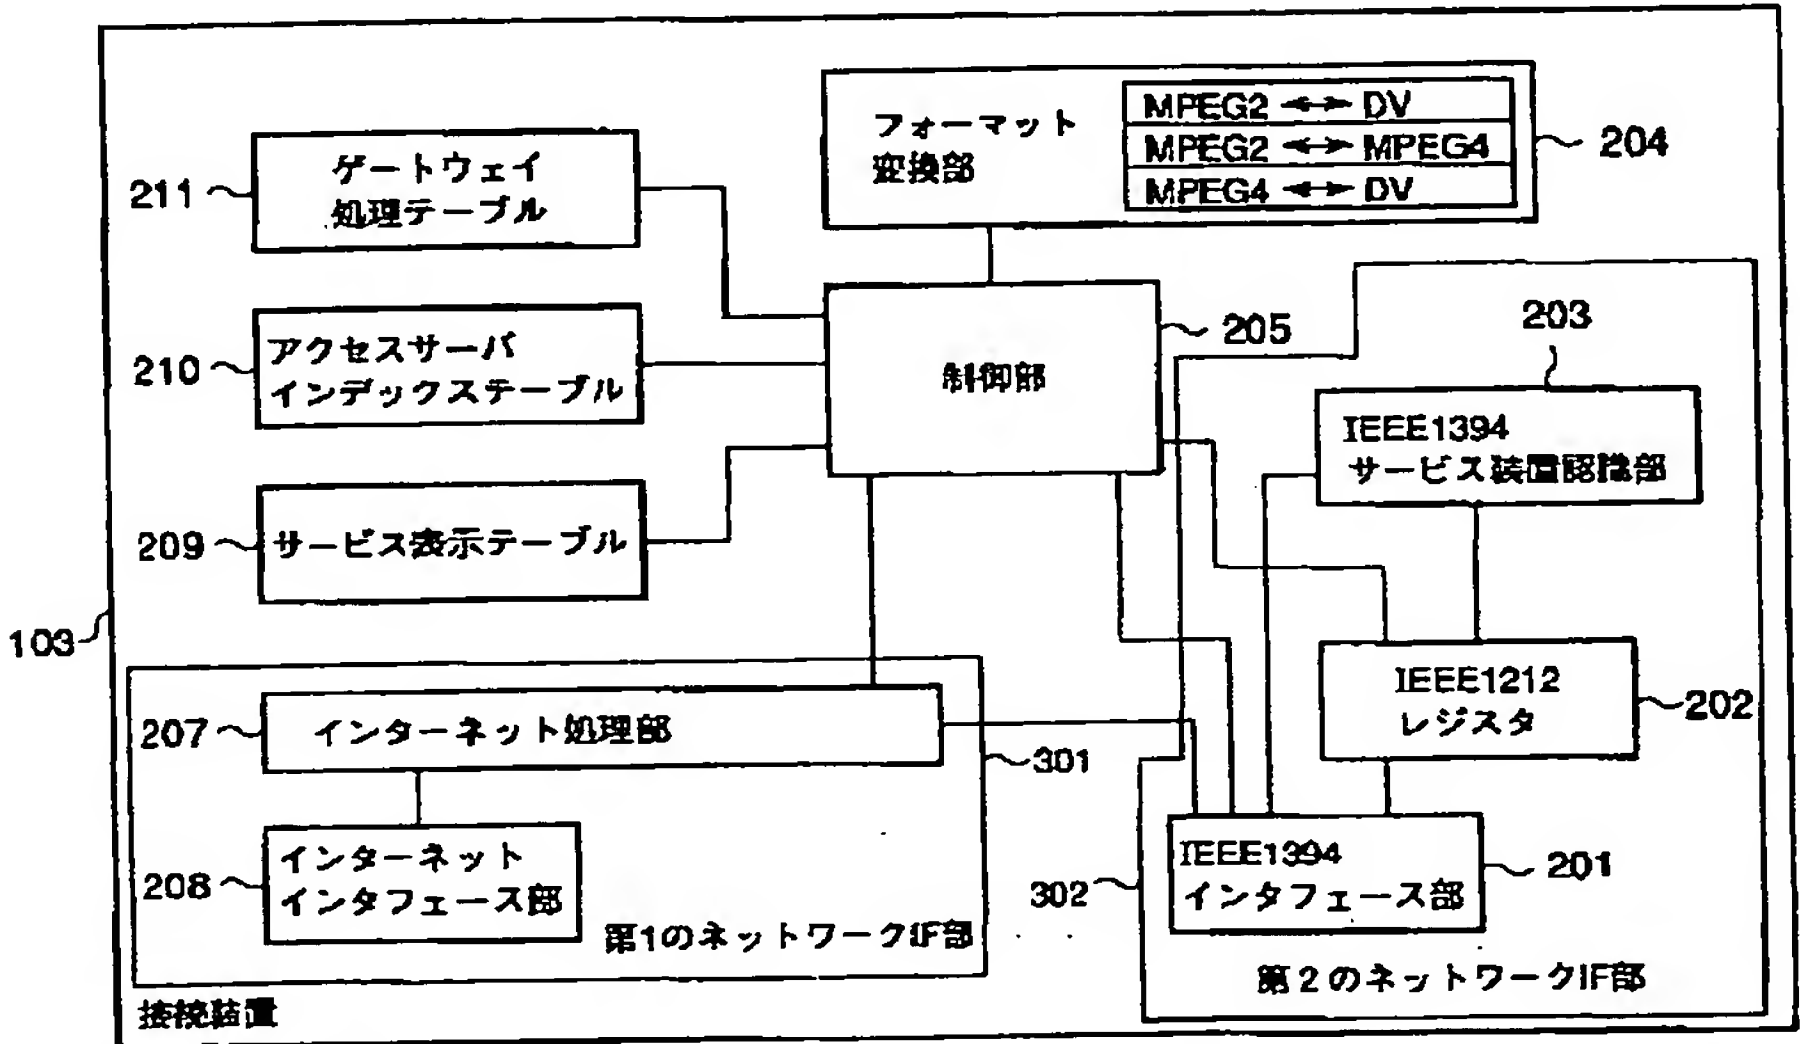 フォーマット
変換部
MPEG2 ↔ DV
MPEG2 ↔ MPEG4
MPEG4 ↔ DV
204
211
ゲートウェイ
処理テーブル
210
アクセスサーバ
インデックステーブル
制御部
205
203
IEEE1394
サービス装置認識部
209
サービス表示テーブル
103
IEEE1212
レジスタ
202
207
インターネット処理部
301
208
インターネット
インタフェース部
第1のネットワークIF部
302
IEEE1394
インタフェース部
201
第2のネットワークIF部
接続装置